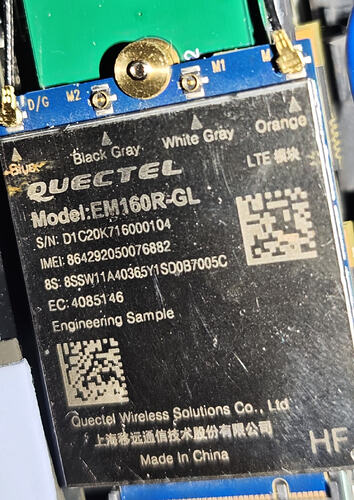 D/G M2 M1 M
Blue Black Gray White Gray Orange
QUECTEL LTE 模块
Model:EM160R-GL
S/N: D1C20K716000104
IMEI: 864292050076882
8S: 8SSW11A40365Y1SD0B7005C
EC: 4085146
Engineering Sample
Quectel Wireless Solutions Co., Ltd
上海移远通信技术股份有限公司
Made In China
HF